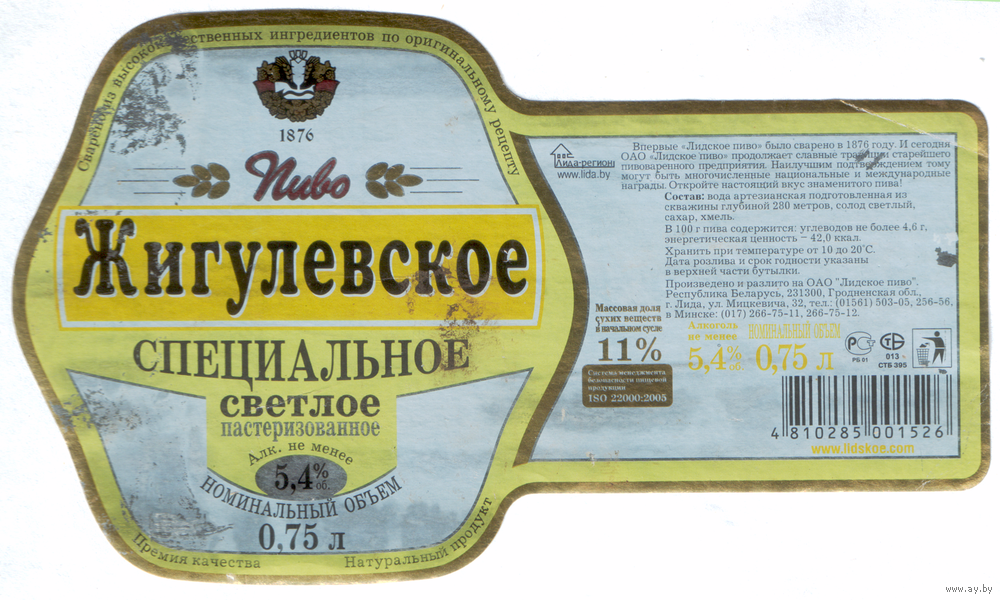 Сварено из высококачественных ингредиентов по оригинальному рецепту
1876
Пиво
Жигулевское
СПЕЦИАЛЬНОЕ
светлое
пастеризованное
Алк. не менее
5,4% об.
НОМИНАЛЬНЫЙ ОБЪЕМ
0,75 л
Премия качества
Натуральный продукт
Лида-регион
www.lida.by
Впервые «Лидское пиво» было сварено в 1876 году. И сегодня
ОАО «Лидское пиво» продолжает славные традиции старейшего
пивоваренного предприятия. Наилучшим подтверждением тому
могут быть многочисленные национальные и международные
награды. Откройте настоящий вкус знаменитого пива!
Состав: вода артезианская подготовленная из
скважины глубиной 280 метров, солод светлый,
сахар, хмель.
В 100 г пива содержится: углеводов не более 4,6 г,
энергетическая ценность – 42,0 ккал.
Хранить при температуре от 10 до 20°С.
Дата розлива и срок годности указаны
в верхней части бутылки.
Произведено и разлито на ОАО "Лидское пиво".
Республика Беларусь, 231300, Гродненская обл.,
г. Лида, ул. Мицкевича, 32, тел.: (01561) 503-05, 256-56,
в Минске: (017) 266-75-11, 266-75-12.
Массовая доля
сухих веществ
в начальном сусле
11%
Система менеджмента
безопасности пищевой
продукции
ISO 22000:2005
Алкоголь
не менее
5,4% об.
НОМИНАЛЬНЫЙ ОБЪЕМ
0,75 л
РСТ
РБ 01
СТБ
013
СТБ 395
4 810285 001526
www.lidskoe.com
www.ay.by